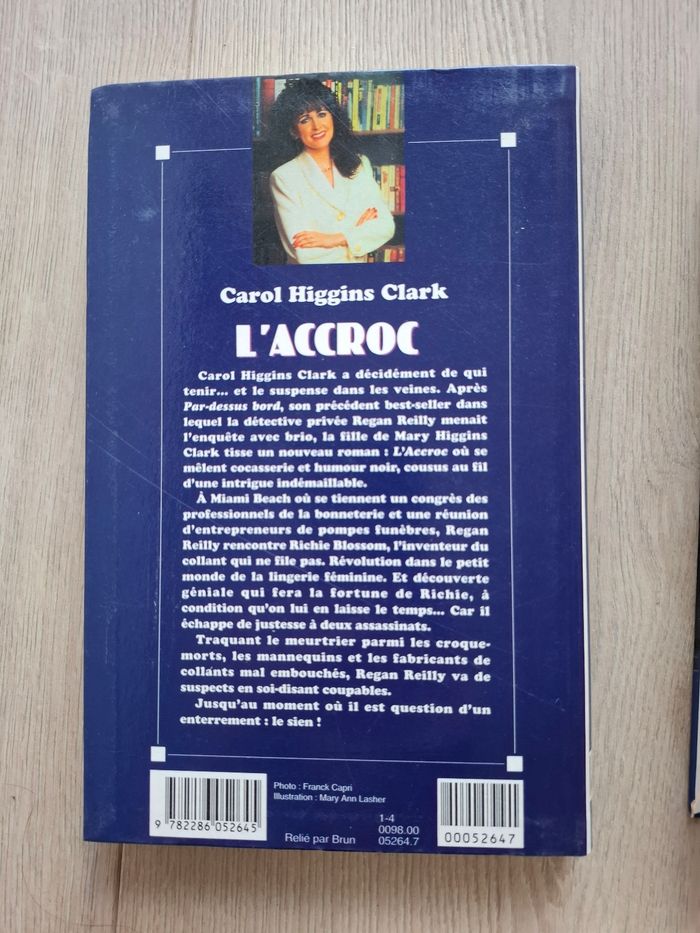 Carol Higgins Clark
L'ACCROC
Carol Higgins Clark a décidément de qui
tenir... et le suspense dans les veines. Après
Par-dessus bord, son précédent best-seller dans
lequel la détective privée Regan Reilly menait
l'enquête avec brio, la fille de Mary Higgins
Clark tisse un nouveau roman : L'Accroc où se
mêlent cocasserie et humour noir, cousus au fil
d'une intrigue indémaillable.
À Miami Beach où se tiennent un congrès des
professionnels de la bonneterie et une réunion
d'entrepreneurs de pompes funèbres, Regan
Reilly rencontre Richie Blossom, l'inventeur du
collant qui ne file pas. Révolution dans le petit
monde de la lingerie féminine. Et découverte
géniale qui fera la fortune de Richie, à
condition qu'on lui en laisse le temps... Car il
échappe de justesse à deux assassinats.
Traquant le meurtrier parmi les croque-
morts, les mannequins et les fabricants de
collants mal embouchés, Regan Reilly va de
suspects en soi-disant coupables.
Jusqu'au moment où il est question d'un
enterrement : le sien !
Photo : Franck Capri
Illustration : Mary Ann Lasher
9 782286 052645
Relié par Brun
1-4
0098.00
05264.7
00052647